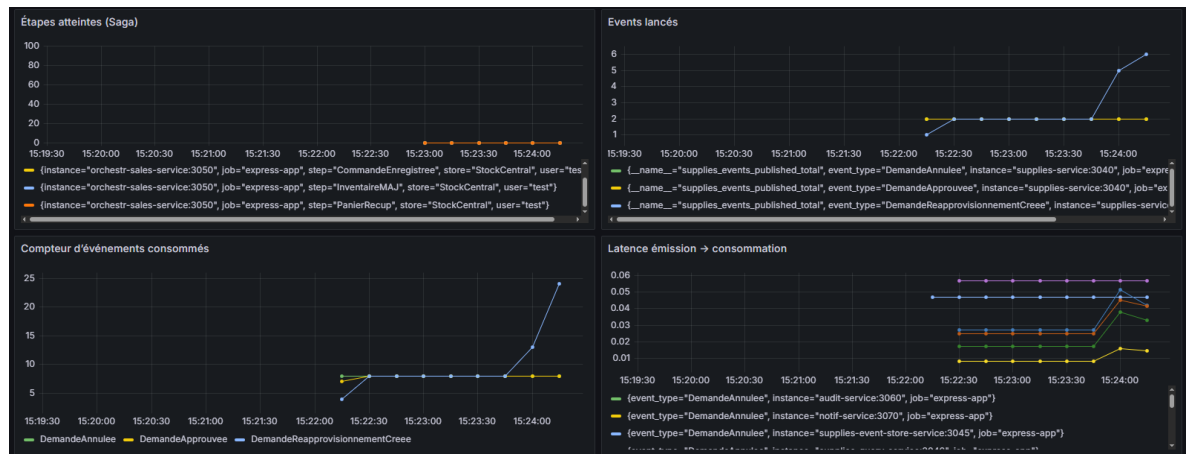 Étapes atteintes (Saga)
100
80
60
40
20
0
15:19:30 15:20:00 15:20:30 15:21:00 15:21:30 15:22:00 15:22:30 15:23:00 15:23:30 15:24:00
{instance="orchestr-sales-service:3050", job="express-app", step="CommandeEnregistree", store="StockCentral", user="tes
{instance="orchestr-sales-service:3050", job="express-app", step="InventaireMAJ", store="StockCentral", user="test"}
{instance="orchestr-sales-service:3050", job="express-app", step="PanierRecup", store="StockCentral", user="test"}
Events lancés
6
5
4
3
2
1
15:19:30 15:20:00 15:20:30 15:21:00 15:21:30 15:22:00 15:22:30 15:23:00 15:23:30 15:24:00
{__name__="supplies_events_published_total", event_type="DemandeAnnulee", instance="supplies-service:3040", job="expre
{__name__="supplies_events_published_total", event_type="DemandeApprouvee", instance="supplies-service:3040", job="ex
{__name__="supplies_events_published_total", event_type="DemandeReapprovisionnementCreee", instance="supplies-servic
Compteur d'événements consommés
25
20
15
10
5
15:19:30 15:20:00 15:20:30 15:21:00 15:21:30 15:22:00 15:22:30 15:23:00 15:23:30 15:24:00
DemandeAnnulee DemandeApprouvee DemandeReapprovisionnementCreee
Latence émission → consommation
0.06
0.05
0.04
0.03
0.02
0.01
15:19:30 15:20:00 15:20:30 15:21:00 15:21:30 15:22:00 15:22:30 15:23:00 15:23:30 15:24:00
{event_type="DemandeAnnulee", instance="audit-service:3060", job="express-app"}
{event_type="DemandeAnnulee", instance="notif-service:3070", job="express-app"}
{event_type="DemandeAnnulee", instance="supplies-event-store-service:3045", job="express-app"}